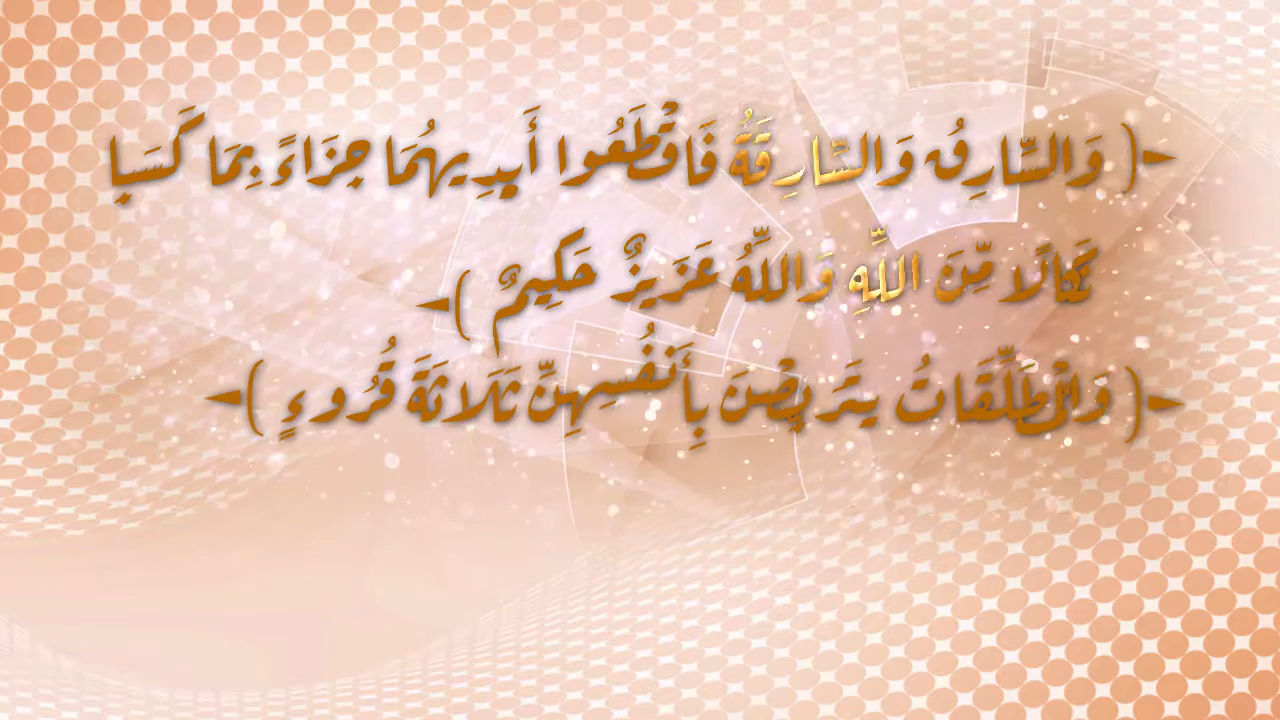 ( وَالسَّارِقُ وَالسَّارِقَةُ فَاقْطَعُوا أَيْدِيَهُمَا جَزَاءً بِمَا كَسَبَا
نَكَالًا مِّنَ اللَّهِ وَاللَّهُ عَزِيزٌ حَكِيمٌ )
( وَالْمُطَلَّقَاتُ يَتَرَبَّصْنَ بِأَنفُسِهِنَّ ثَلَاثَةَ قُرُوءٍ )